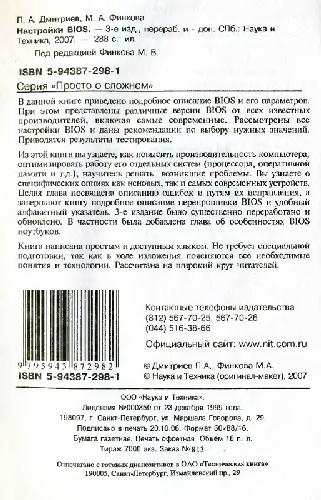 П. А. Дмитриев, М. А. Финкова
Настройки BIOS. — 3-е изд., перераб. и доп. СПб.: Наука и
Техника, 2007. — 288 с.: ил.
Под редакцией Финкова М. В.
ISBN 5-94387-298-1
Серия «Просто о сложном»
В данной книге приведено подробное описание BIOS и его параметров.
При этом представлены различные версии BIOS от всех известных
производителей, включая самые современные. Рассмотрены все
настройки BIOS и даны рекомендации по выбору нужных значений.
Приводятся результаты тестирования.
Из этой книги вы узнаете, как повысить производительность компьютера,
оптимизировать работу его отдельных систем (процессора, оперативной
памяти и т.д.), научитесь решать возникшие проблемы. Вы узнаете о
специфических опциях как новых, так и самых современных устройств.
Целая глава посвящена описанию ошибок и путям их исправления, а
завершают книгу подробное описание перепрошивки BIOS и удобный
алфавитный указатель. 3-е издание было существенно переработано и
обновлено. В частности была добавлена глава об особенностях BIOS
ноутбуков.
Книга написана простым и доступным языком. Не требует специальной
подготовки, так как в ходе изложения поясняются все необходимые
понятия и технологии. Рассчитана на широкий круг читателей.
Контактные телефоны издательства
(812) 567-70-25, 567-70-26
(044) 516-38-66
Официальный сайт: www.nit.com.ru
9 795943 872982
ISBN 5-94387-298-1
© Дмитриев П.А., Финкова М.А.
© Наука и Техника (оригинал-макет), 2007
ООО «Наука и Техника».
Лицензия №000350 от 23 декабря 1999 года.
198097, г. Санкт-Петербург, ул. Маршала Говорова, д. 29.
Подписано в печать 20.10.06. Формат 60х88/16.
Бумага газетная. Печать офсетная. Объем 18 п. л.
Тираж 7000 экз. Заказ № 913
Отпечатано с готовых диапозитивов в ОАО «Техническая книга»
190005, Санкт-Петербург, Измайловский пр., 29